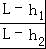 L - h₁
L - h₂